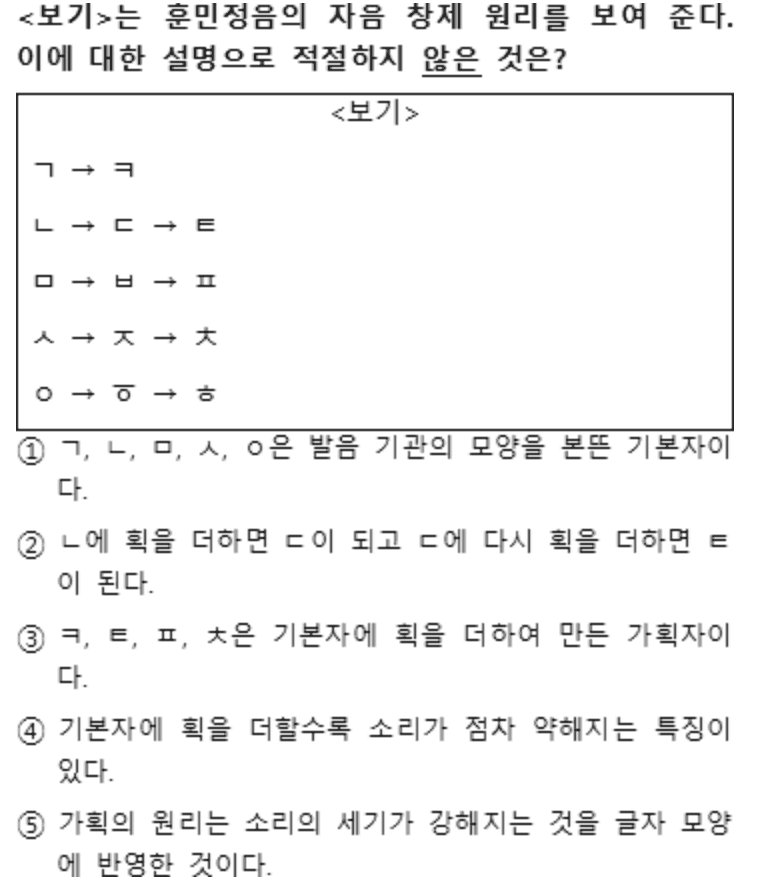 <보기>는 훈민정음의 자음 창제 원리를 보여 준다.
이에 대한 설명으로 적절하지 않은 것은?
<보기>
ㄱ → ㅋ
ㄴ → ㄷ → ㅌ
ㅁ → ㅂ → ㅍ
ㅅ → ㅈ → ㅊ
ㅇ → ㆆ → ㅎ
① ㄱ, ㄴ, ㅁ, ㅅ, ㅇ은 발음 기관의 모양을 본뜬 기본자이
다.
② ㄴ에 획을 더하면 ㄷ이 되고 ㄷ에 다시 획을 더하면 ㅌ
이 된다.
③ ㅋ, ㅌ, ㅍ, ㅊ은 기본자에 획을 더하여 만든 가획자이
다.
④ 기본자에 획을 더할수록 소리가 점차 약해지는 특징이
있다.
⑤ 가획의 원리는 소리의 세기가 강해지는 것을 글자 모양
에 반영한 것이다.